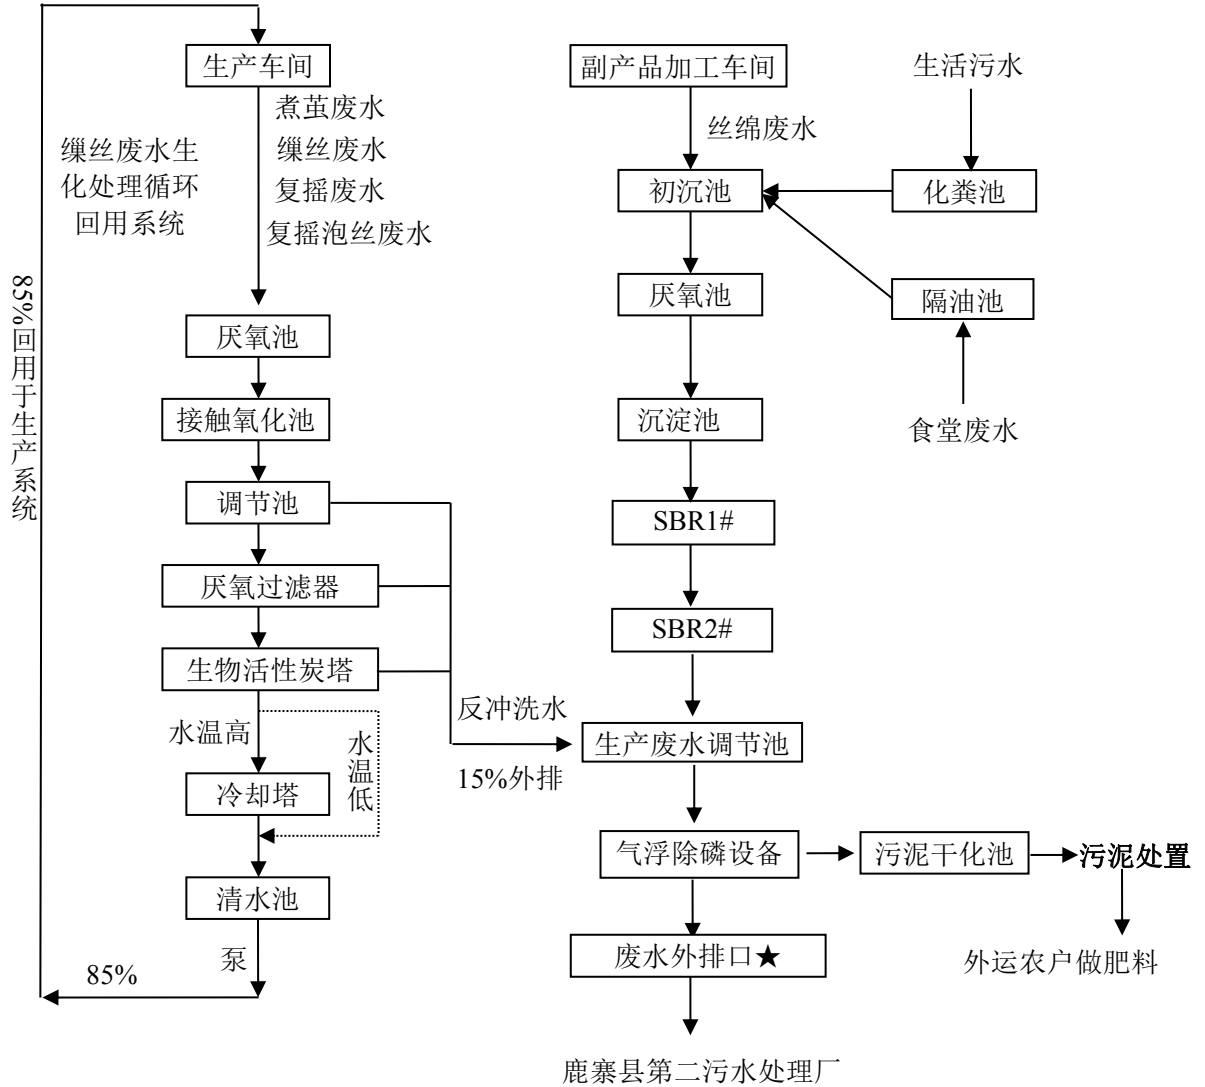 生产车间
副产品加工车间
生活污水
煮茧废水
缫丝废水
复摇废水
复摇泡丝废水
缫丝废水生
化处理循环
回用系统
丝绵废水
初沉池
化粪池
85%回用于生产系统
厌氧池
隔油池
厌氧池
接触氧化池
沉淀池
食堂废水
调节池
SBR1#
厌氧过滤器
SBR2#
生物活性炭塔
反冲洗水
水温高
水温低
生产废水调节池
15%外排
冷却塔
气浮除磷设备
污泥干化池
污泥处置
清水池
泵
废水外排口★
外运农户做肥料
85%
鹿寨县第二污水处理厂